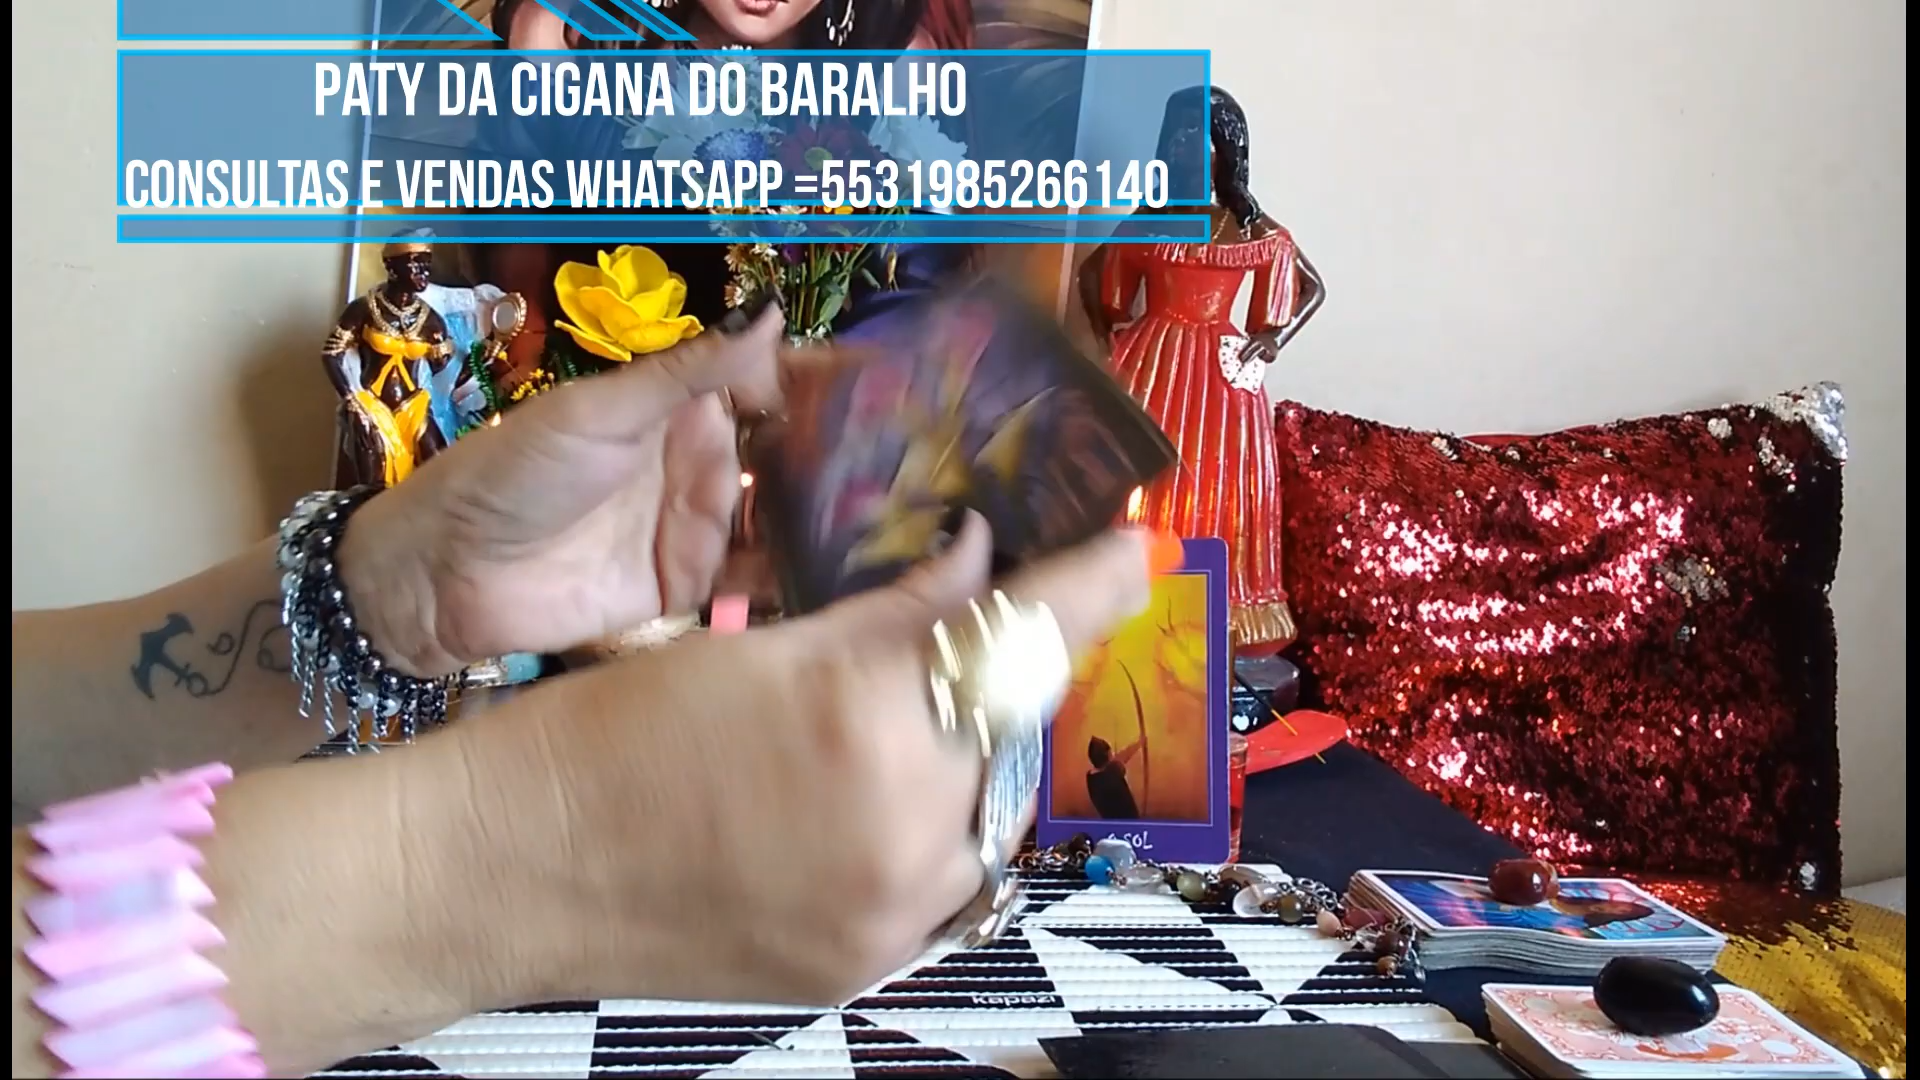 PATY DA CIGANA DO BARALHO
CONSULTAS E VENDAS WHATSAPP =5531985266140
O SOL
kapazi